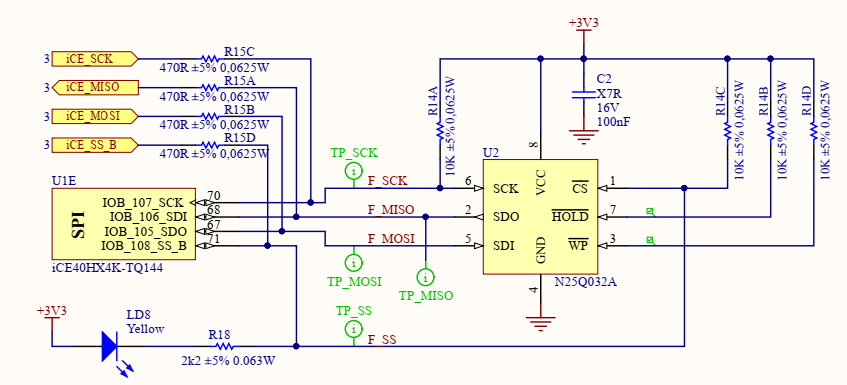 +3V3
3 iCE_SCK R15C
470R ±5% 0,0625W
3 iCE_MISO R15A
470R ±5% 0,0625W
3 iCE_MOSI R15B
470R ±5% 0,0625W
3 iCE_SS_B R15D
470R ±5% 0,0625W
R14A
10K ±5% 0,0625W
C2
X7R
16V
100nF
R14C
10K ±5% 0,0625W
R14B
10K ±5% 0,0625W
R14D
10K ±5% 0,0625W
U1E
SPI
IOB_107_SCK 70
IOB_106_SDI 68
IOB_105_SDO 67
IOB_108_SS_B 71
iCE40HX4K-TQ144
TP_SCK
i
F_SCK
F_MISO
F_MOSI
i
TP_MOSI
i
TP_MISO
TP_SS
i
F_SS
U2
8
VCC
6 SCK CS 1
2 SDO HOLD 7
5 SDI WP 3
GND
4
N25Q032A
+3V3
LD8
Yellow
R18
2k2 ±5% 0.063W